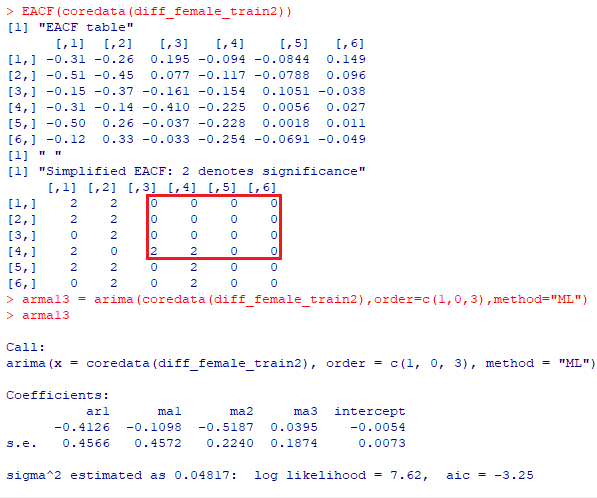 > EACF(coredata(diff_female_train2))
[1] "EACF table"
      [,1]  [,2]   [,3]   [,4]    [,5]   [,6]
[1,] -0.31 -0.26  0.195 -0.094 -0.0844  0.149
[2,] -0.51 -0.45  0.077 -0.117 -0.0788  0.096
[3,] -0.15 -0.37 -0.161 -0.154  0.1051 -0.038
[4,] -0.31 -0.14 -0.410 -0.225  0.0056  0.027
[5,] -0.50  0.26 -0.037 -0.228  0.0018  0.011
[6,] -0.12  0.33 -0.033 -0.254 -0.0691 -0.049
[1] " "
[1] "Simplified EACF: 2 denotes significance"
     [,1] [,2] [,3] [,4] [,5] [,6]
[1,]    2    2    0    0    0    0
[2,]    2    2    0    0    0    0
[3,]    0    2    0    0    0    0
[4,]    2    0    2    2    0    0
[5,]    2    2    0    2    0    0
[6,]    0    2    0    2    0    0
> arma13 = arima(coredata(diff_female_train2),order=c(1,0,3),method="ML")
> arma13
Call:
arima(x = coredata(diff_female_train2), order = c(1, 0, 3), method = "ML")
Coefficients:
          ar1      ma1      ma2     ma3  intercept
      -0.4126  -0.1098  -0.5187  0.0395    -0.0054
s.e.   0.4566   0.4572   0.2240  0.1874     0.0073
sigma^2 estimated as 0.04817:  log likelihood = 7.62,  aic = -3.25